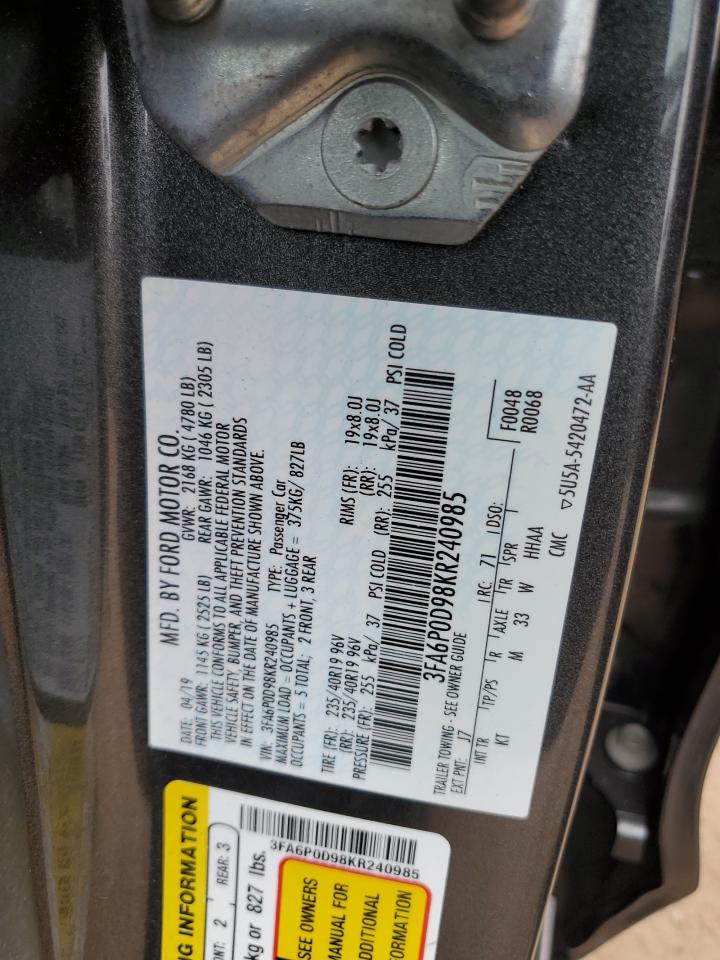 MFD. BY FORD MOTOR CO.
DATE: 04/19 GVWR: 2168 KG ( 4780 LB)
FRONT GAWR: 1145 KG ( 2525 LB) REAR GAWR: 1046 KG ( 2305 LB)
THIS VEHICLE CONFORMS TO ALL APPLICABLE FEDERAL MOTOR
VEHICLE SAFETY, BUMPER, AND THEFT PREVENTION STANDARDS
IN EFFECT ON THE DATE OF MANUFACTURE SHOWN ABOVE.
VIN: 3FA6P0D98KR240985 TYPE: Passenger Car
MAXIMUM LOAD = OCCUPANTS + LUGGAGE = 375KG/ 827LB
OCCUPANTS = 5 TOTAL; 2 FRONT, 3 REAR
TIRE (FR): 235/40R19 96V RIMS (FR): 19x8.0J
(RR): 235/40R19 96V (RR): 19x8.0J
PRESSURE (FR): 255 kPa/ 37 PSI COLD (RR): 255 kPa/ 37 PSI COLD
3FA6P0D98KR240985
TRAILER TOWING - SEE OWNER GUIDE F0048
EXT PNT: J7 RC: 71 DSO: R0068
INT TR TP/PS R AXLE TR SPR
KT M 33 W HHAA
CMC ▽5U5A-5420472-AA
NG INFORMATION
ONT: 2 REAR: 3
kg or 827 lbs.
3FA6P0D98KR240985
SEE OWNERS
MANUAL FOR
ADDITIONAL
FORMATION